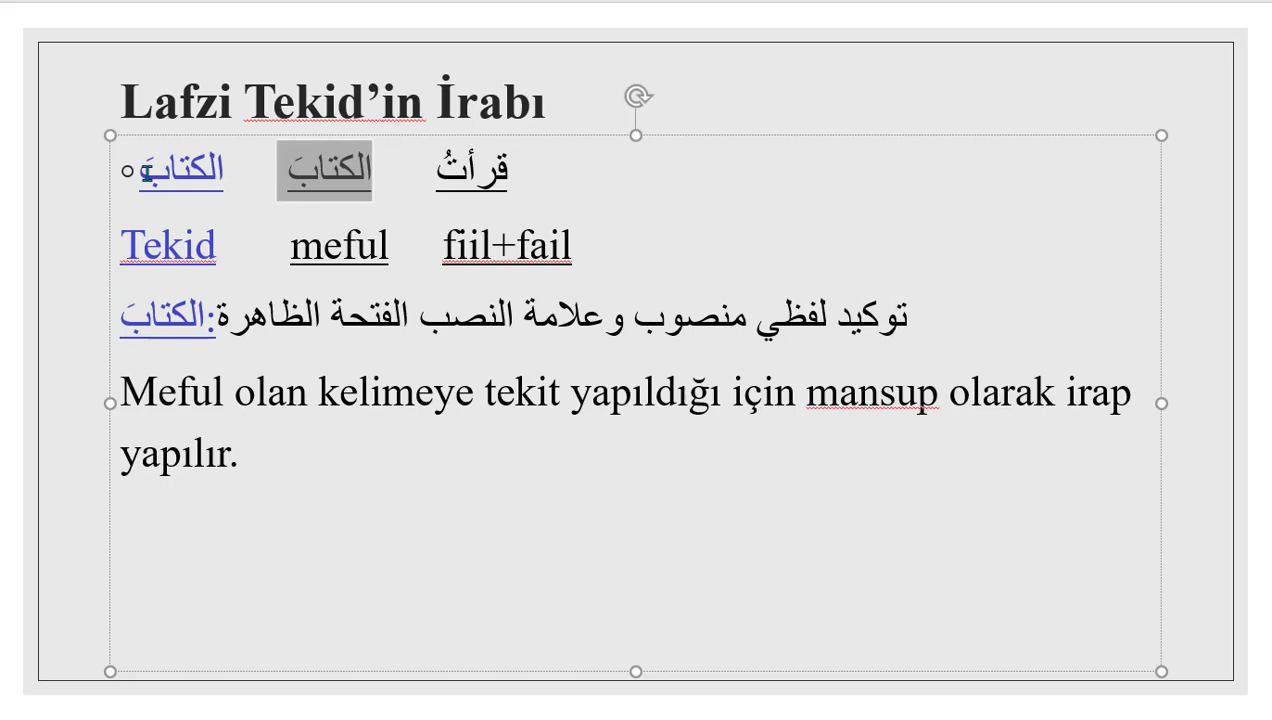 Lafzi Tekid’in İrabı
قرأتُ الكتابَ الكتابَ
Tekid meful fiil+fail
الكتابَ: توكيد لفظي منصوب وعلامة النصب الفتحة الظاهرة
Meful olan kelimeye tekit yapıldığı için mansup olarak irap
yapılır.